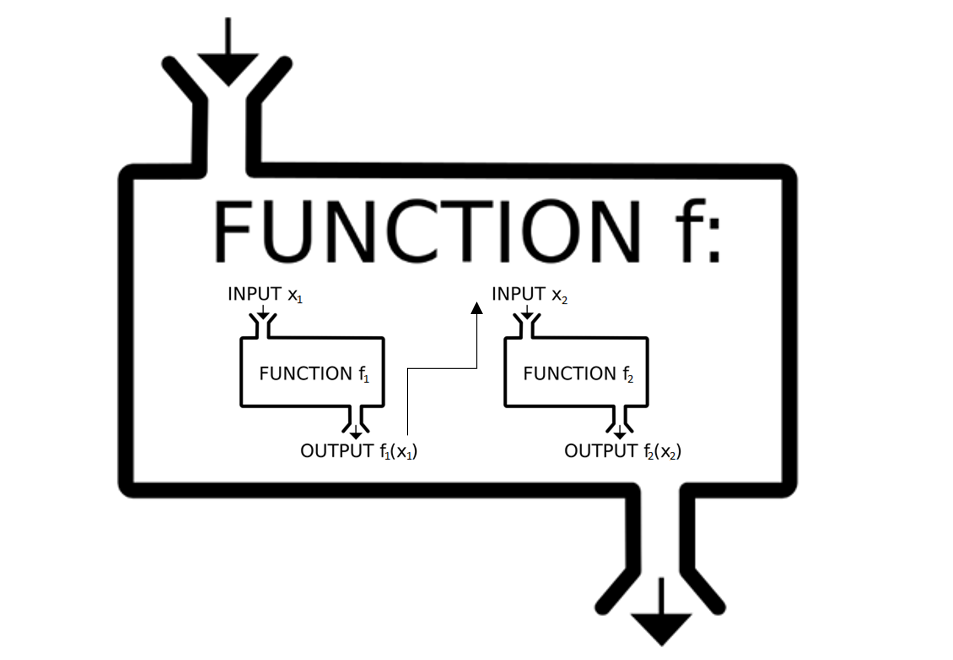 FUNCTION f:
INPUT x₁
INPUT x₂
FUNCTION f₁
FUNCTION f₂
OUTPUT f₁(x₁)
OUTPUT f₂(x₂)